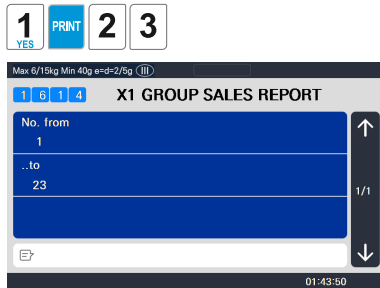 1 PRINT 2 3
YES
Max 6/15kg Min 40g e=d=2/5g III
1 6 1 4 X1 GROUP SALES REPORT
No. from
1
..to
23
1/1
01:43:50